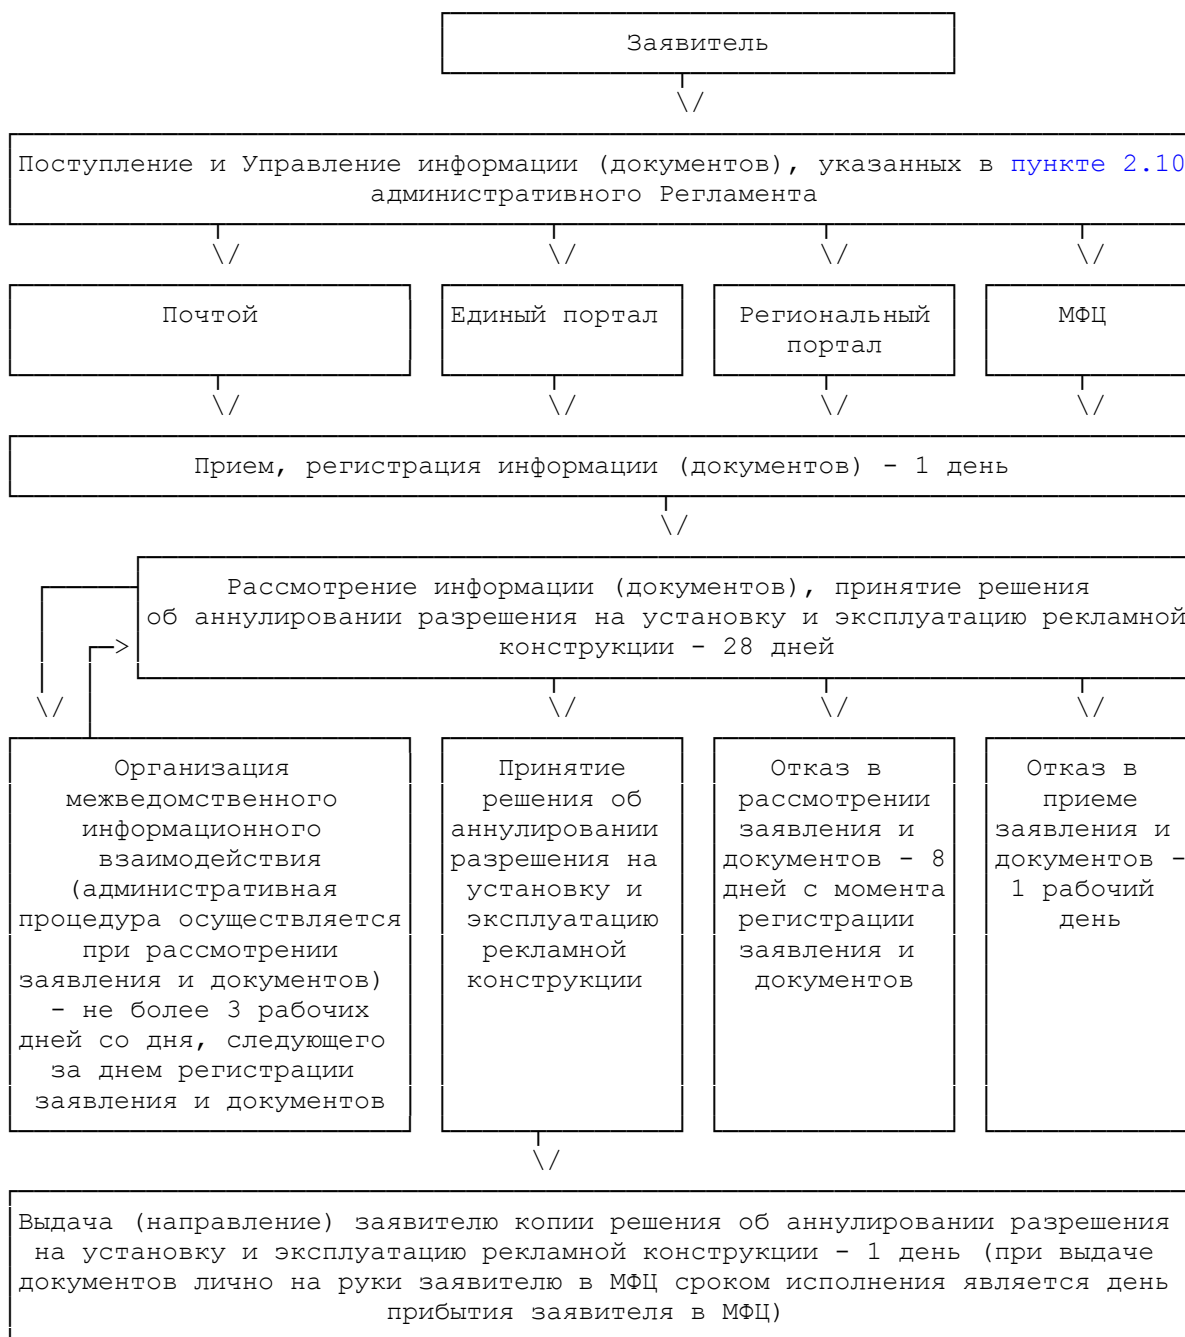 Заявитель
Поступление и Управление информации (документов), указанных в пункте 2.10
административного Регламента
Почтой
Единый портал
Региональный
портал
МФЦ
Прием, регистрация информации (документов) - 1 день
Рассмотрение информации (документов), принятие решения
об аннулировании разрешения на установку и эксплуатацию рекламной
конструкции - 28 дней
Организация
межведомственного
информационного
взаимодействия
(административная
процедура осуществляется
при рассмотрении
заявления и документов)
- не более 3 рабочих
дней со дня, следующего
за днем регистрации
заявления и документов
Принятие
решения об
аннулировании
разрешения на
установку и
эксплуатацию
рекламной
конструкции
Отказ в
рассмотрении
заявления и
документов - 8
дней с момента
регистрации
заявления и
документов
Отказ в
приеме
заявления и
документов -
1 рабочий
день
Выдача (направление) заявителю копии решения об аннулировании разрешения
на установку и эксплуатацию рекламной конструкции - 1 день (при выдаче
документов лично на руки заявителю в МФЦ сроком исполнения является день
прибытия заявителя в МФЦ)